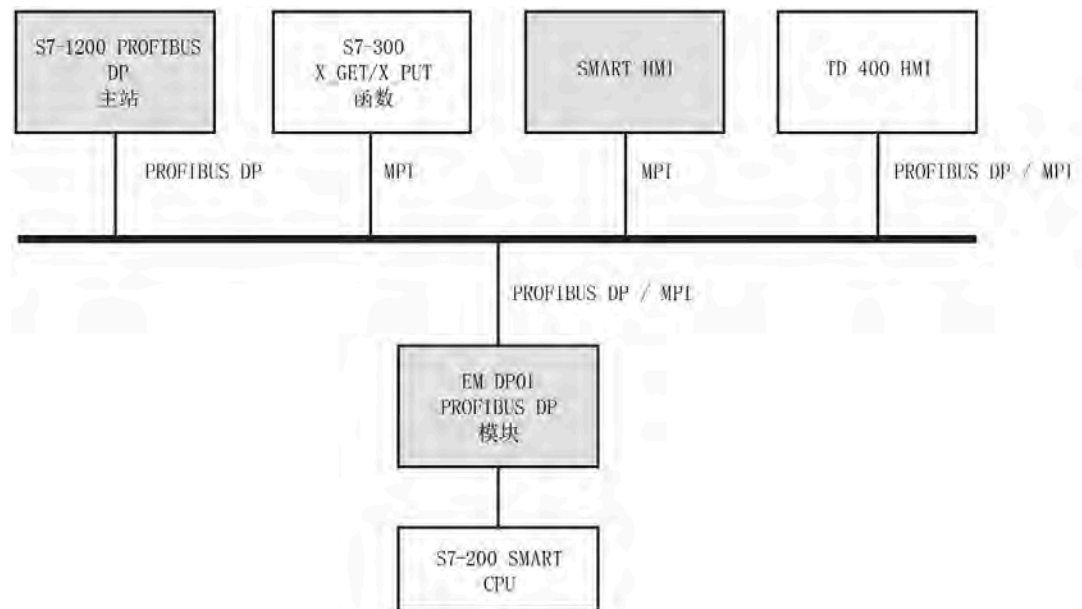 S7-1200 PROFIBUS
DP
主站
S7-300
X_GET/X_PUT
函数
SMART HMI
TD 400 HMI
PROFIBUS DP
MPI
MPI
PROFIBUS DP / MPI
PROFIBUS DP / MPI
EM DP01
PROFIBUS DP
模块
S7-200 SMART
CPU